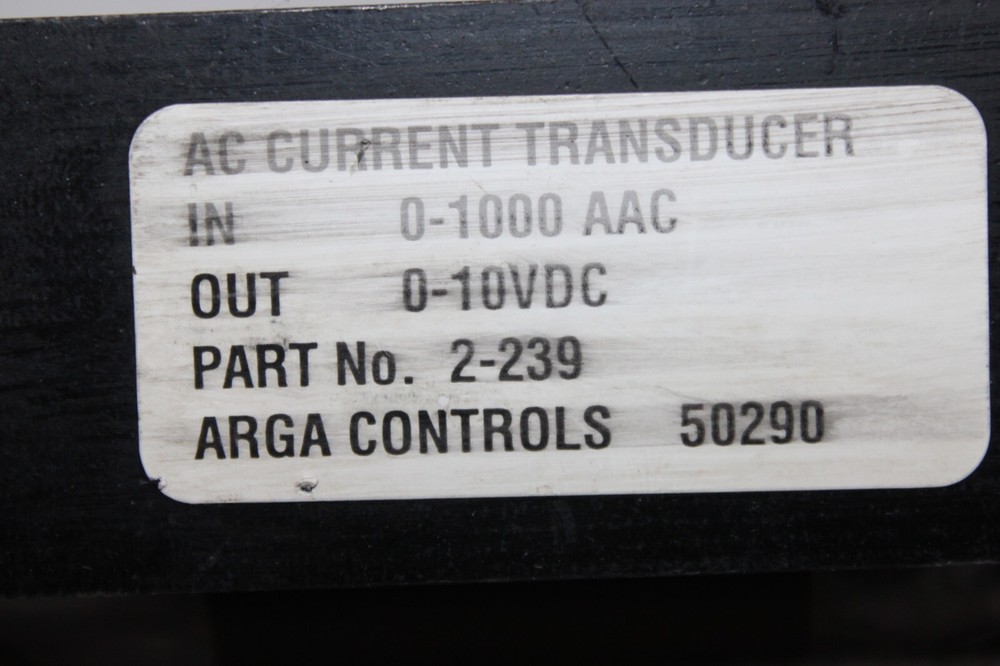 AC CURRENT TRANSDUCER
IN 0-1000 AAC
OUT 0-10VDC
PART No. 2-239
ARGA CONTROLS 50290